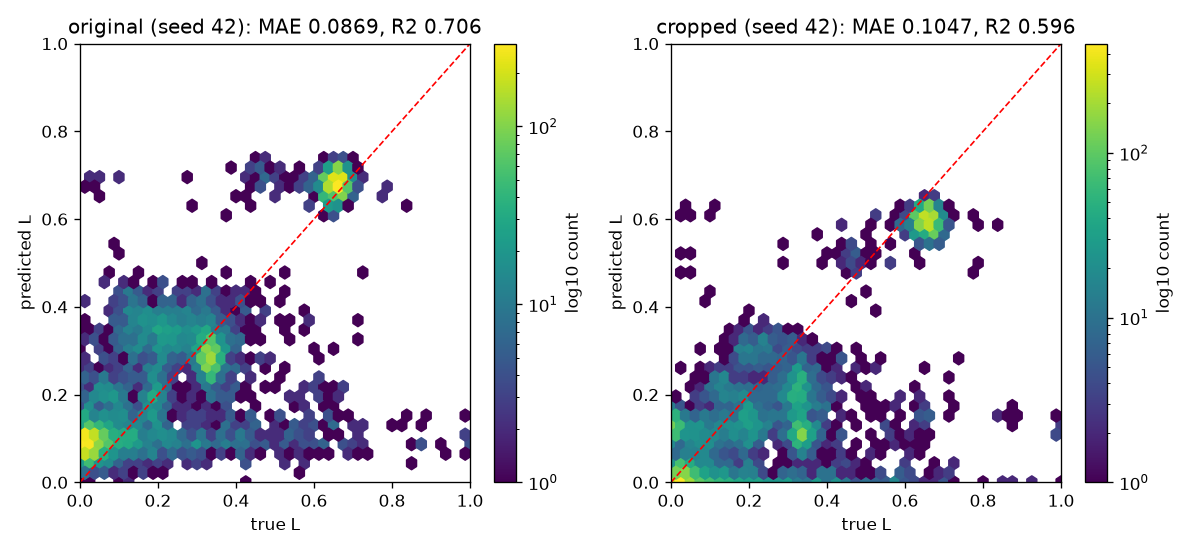 original (seed 42): MAE 0.0869, R2 0.706
1.0
0.8
0.6
0.4
0.2
0.0
predicted L
0.0 0.2 0.4 0.6 0.8 1.0
true L
10²
10¹
10⁰
log10 count
cropped (seed 42): MAE 0.1047, R2 0.596
1.0
0.8
0.6
0.4
0.2
0.0
predicted L
0.0 0.2 0.4 0.6 0.8 1.0
true L
10²
10¹
10⁰
log10 count